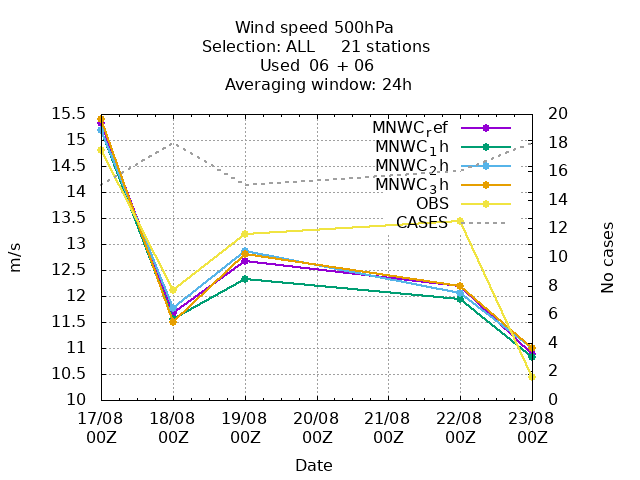 Wind speed 500hPa
Selection: ALL 21 stations
Used 06 + 06
Averaging window: 24h
15.5
15
14.5
14
13.5
13
12.5
12
11.5
11
10.5
10
m/s
20
18
16
14
12
10
8
6
4
2
0
No cases
MNWC_ref
MNWC_1h
MNWC_2h
MNWC_3h
OBS
CASES
17/08 18/08 19/08 20/08 21/08 22/08 23/08
00Z 00Z 00Z 00Z 00Z 00Z 00Z
Date